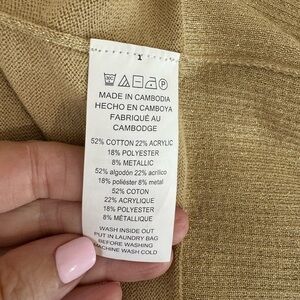 MADE IN CAMBODIA
HECHO EN CAMBOYA
FABRIQUÉ AU
CAMBODGE
52% COTTON 22% ACRYLIC
18% POLYESTER
8% METALLIC
52% algodón 22% acrílico
18% poliéster 8% metal
52% COTON
22% ACRYLIQUE
18% POLYESTER
8% MÉTALLIQUE
WASH INSIDE OUT
PUT IN LAUNDRY BAG
BEFORE WASHING
MACHINE WASH COLD